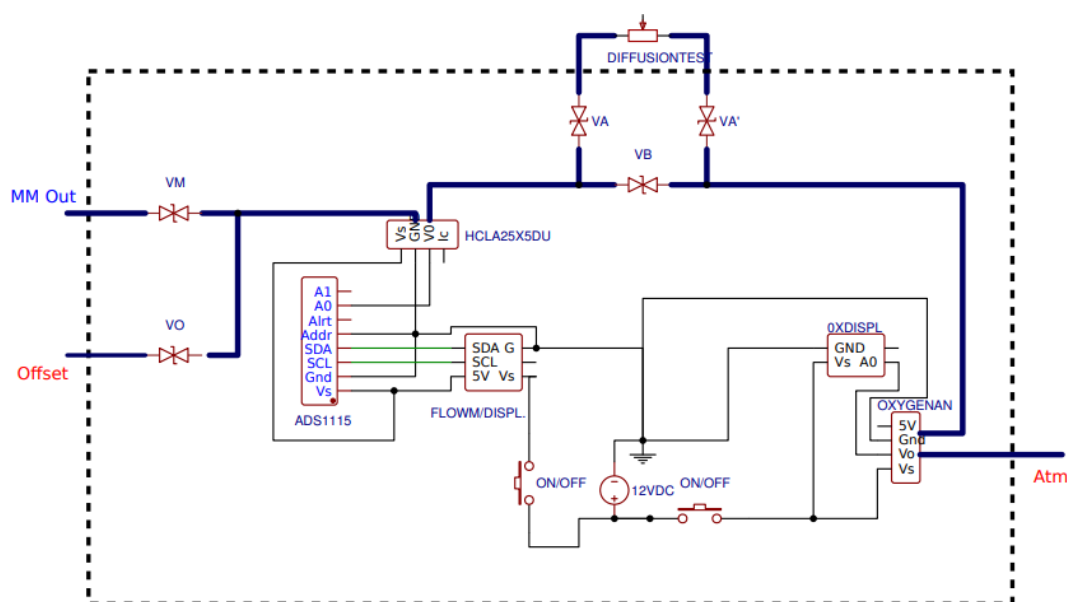 DIFFUSIONTEST
VA
VA'
VB
VM
MM Out
Vs
GND
V0
Ic
HCLA25X5DU
A1
A0
Alrt
Addr
SDA
SCL
Gnd
Vs
ADS1115
VO
Offset
SDA G
SCL
5V Vs
FLOWM/DISPL.
0XDISPL
GND
Vs A0
OXYGENAN
5V
Gnd
Vo
Vs
Atm
ON/OFF
12VDC
ON/OFF